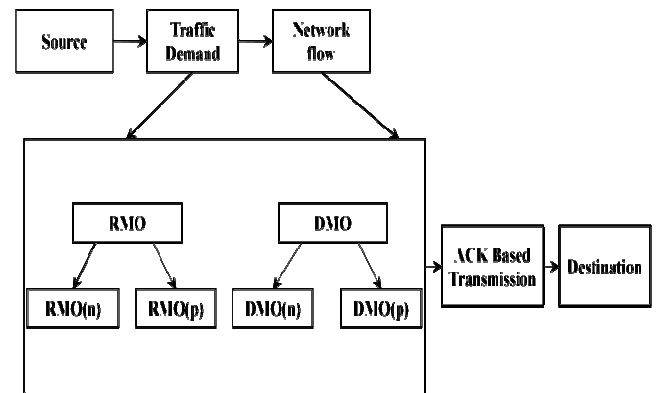 Source
Traffic
Demand
Network
flow
RMO
DMO
RMO(n)
RMO(p)
DMO(n)
DMO(p)
ACK Based
Transmission
Destination